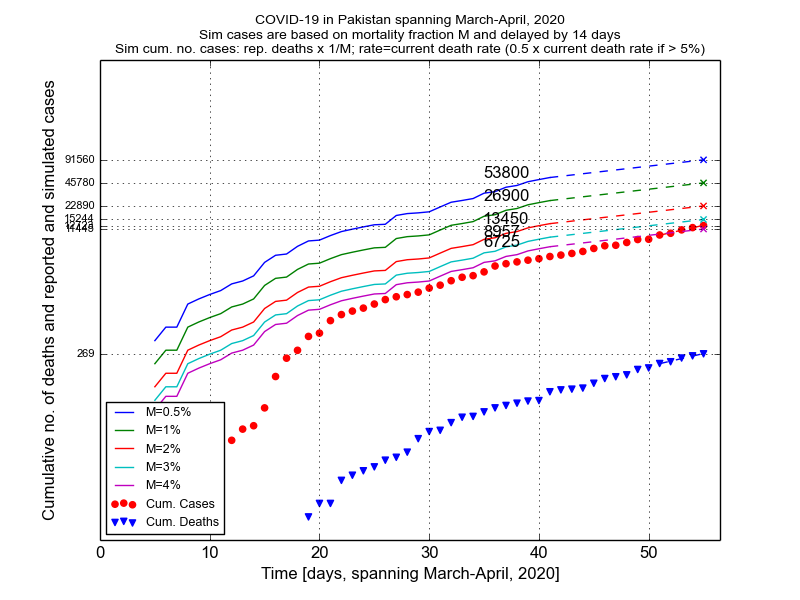 COVID-19 in Pakistan spanning March-April, 2020
Sim cases are based on mortality fraction M and delayed by 14 days
Sim cum. no. cases: rep. deaths x 1/M; rate=current death rate (0.5 x current death rate if > 5%)
Cumulative no. of deaths and reported and simulated cases
91560
45780
22890
15244
269
53800
26900
13450
8957
6725
M=0.5%
M=1%
M=2%
M=3%
M=4%
Cum. Cases
Cum. Deaths
0 10 20 30 40 50
Time [days, spanning March-April, 2020]